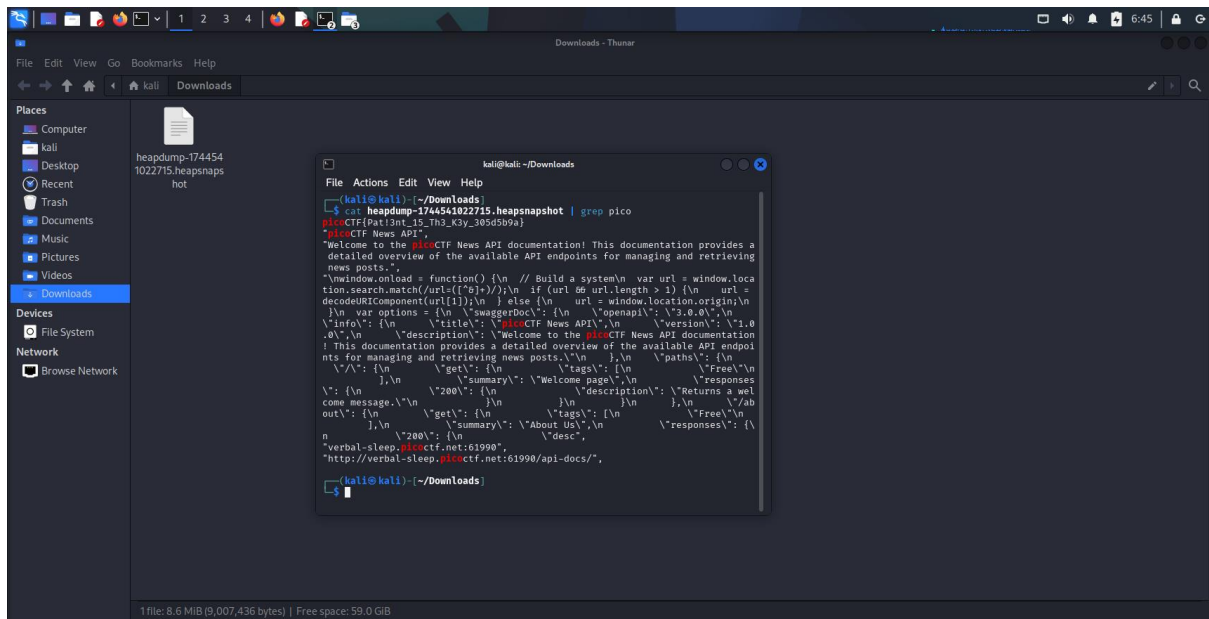 1 2 3 4
6:45
Downloads - Thunar
File Edit View Go Bookmarks Help
kali Downloads
Places
Computer
kali
Desktop
Recent
Trash
Documents
Music
Pictures
Videos
Downloads
Devices
File System
Network
Browse Network
heapdump-174454
1022715.heapsnaps
hot
kali@kali: ~/Downloads
File Actions Edit View Help
(kali㉿kali)-[~/Downloads]
$ cat heapdump-1744541022715.heapsnapshot | grep pico
picoCTF{Pat!3nt_15_Th3_K3y_305d5b9a}
"picoCTF News API",
"Welcome to the picoCTF News API documentation! This documentation provides a
detailed overview of the available API endpoints for managing and retrieving
news posts.",
"\nwindow.onload = function() {\n  // Build a system\n  var url = window.loca
tion.search.match(/url=([^&]+)/);\n  if (url && url.length > 1) {\n    url =
decodeURIComponent(url[1]);\n  } else {\n    url = window.location.origin;\n
}\n  var options = {\n  \"swaggerDoc\": {\n    \"openapi\": \"3.0.0\",\n
\"info\": {\n      \"title\": \"picoCTF News API\",\n      \"version\": \"1.0
.0\",\n      \"description\": \"Welcome to the picoCTF News API documentation
! This documentation provides a detailed overview of the available API endpoi
nts for managing and retrieving news posts.\"\n    },\n    \"paths\": {\n
\"/\": {\n        \"get\": {\n          \"tags\": [\n            \"Free\"\n
],\n          \"summary\": \"Welcome page\",\n          \"responses
\": {\n            \"200\": {\n              \"description\": \"Returns a wel
come message.\"\n            }\n          }\n        }\n      },\n      \"/ab
out\": {\n        \"get\": {\n          \"tags\": [\n            \"Free\"\n
],\n          \"summary\": \"About Us\",\n          \"responses\": {\
n            \"200\": {\n              \"desc",
"verbal-sleep.picoctf.net:61990",
"http://verbal-sleep.picoctf.net:61990/api-docs/",
(kali㉿kali)-[~/Downloads]
$
1 file: 8.6 MiB (9,007,436 bytes) | Free space: 59.0 GiB